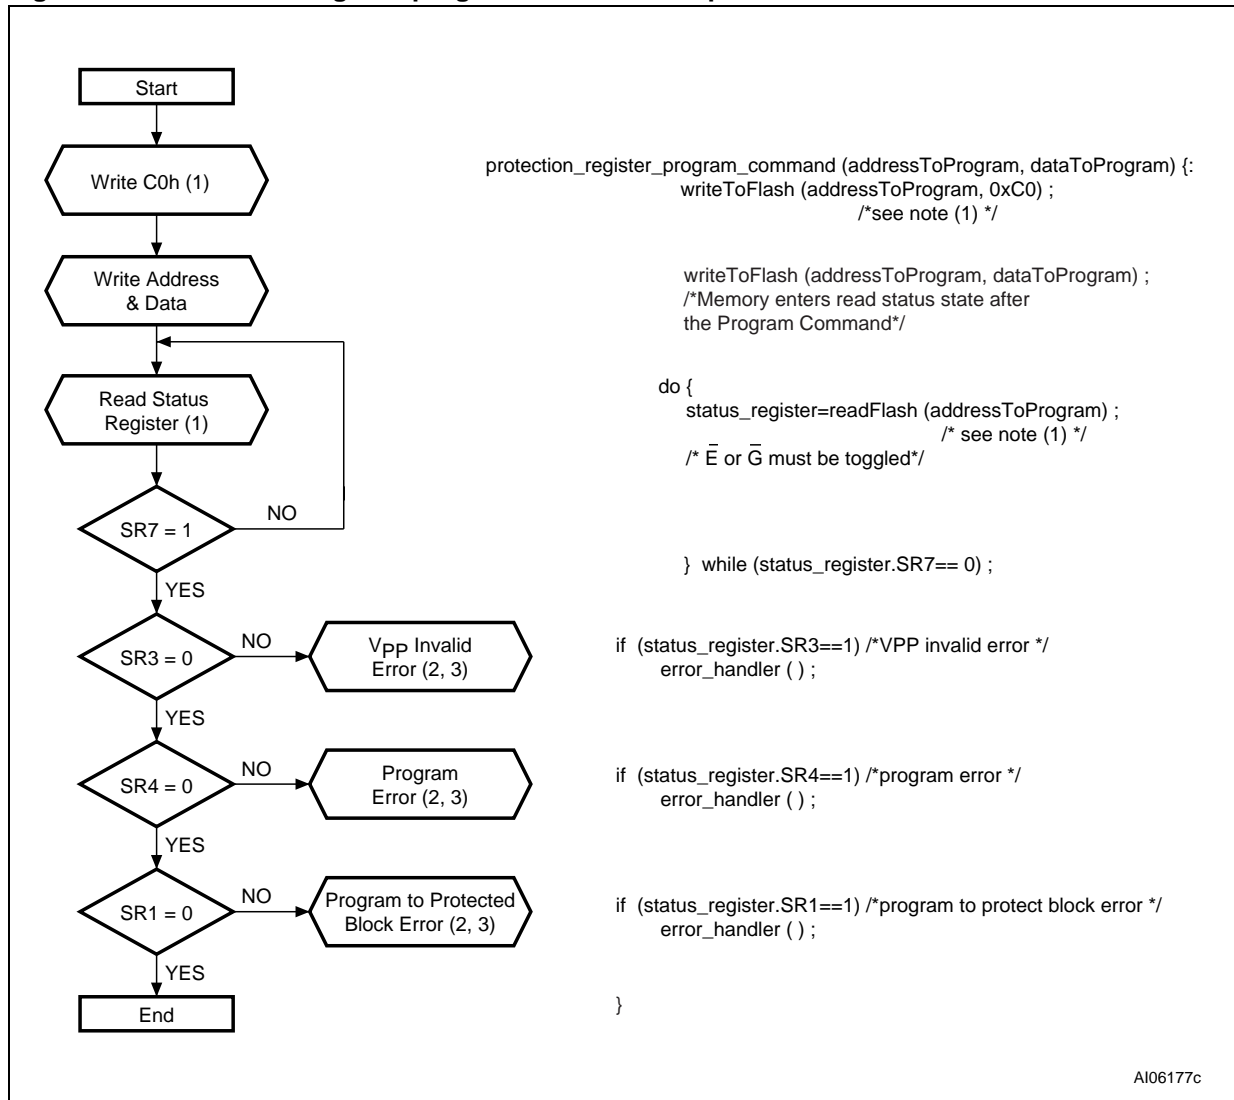 Start
Write C0h (1)
Write Address
& Data
Read Status
Register (1)
SR7 = 1
NO
YES
SR3 = 0
NO
VPP Invalid
Error (2, 3)
YES
SR4 = 0
NO
Program
Error (2, 3)
YES
SR1 = 0
NO
Program to Protected
Block Error (2, 3)
YES
End
protection_register_program_command (addressToProgram, dataToProgram) {:
writeToFlash (addressToProgram, 0xC0) ;
/*see note (1) */
writeToFlash (addressToProgram, dataToProgram) ;
/*Memory enters read status state after
the Program Command*/
do {
status_register=readFlash (addressToProgram) ;
/* see note (1) */
/* E̅ or G̅ must be toggled*/
} while (status_register.SR7== 0) ;
if (status_register.SR3==1) /*VPP invalid error */
error_handler ( ) ;
if (status_register.SR4==1) /*program error */
error_handler ( ) ;
if (status_register.SR1==1) /*program to protect block error */
error_handler ( ) ;
}
AI06177c